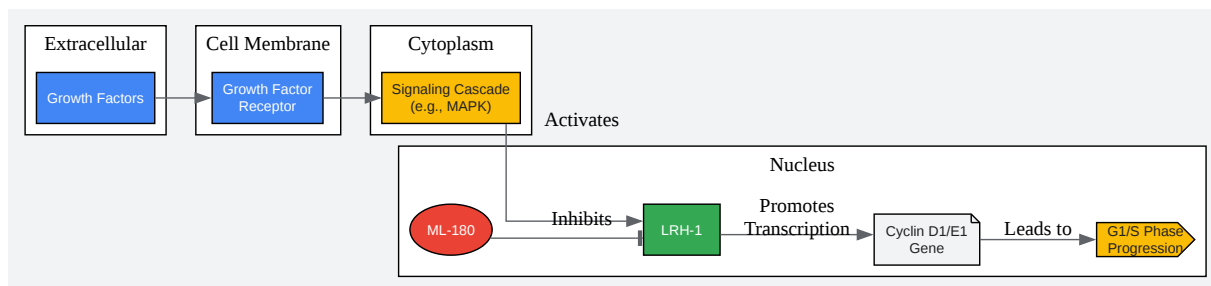 Extracellular
Growth Factors
Cell Membrane
Growth Factor
Receptor
Cytoplasm
Signaling Cascade
(e.g., MAPK)
Activates
Nucleus
ML-180
Inhibits
LRH-1
Promotes
Transcription
Cyclin D1/E1
Gene
Leads to
G1/S Phase
Progression